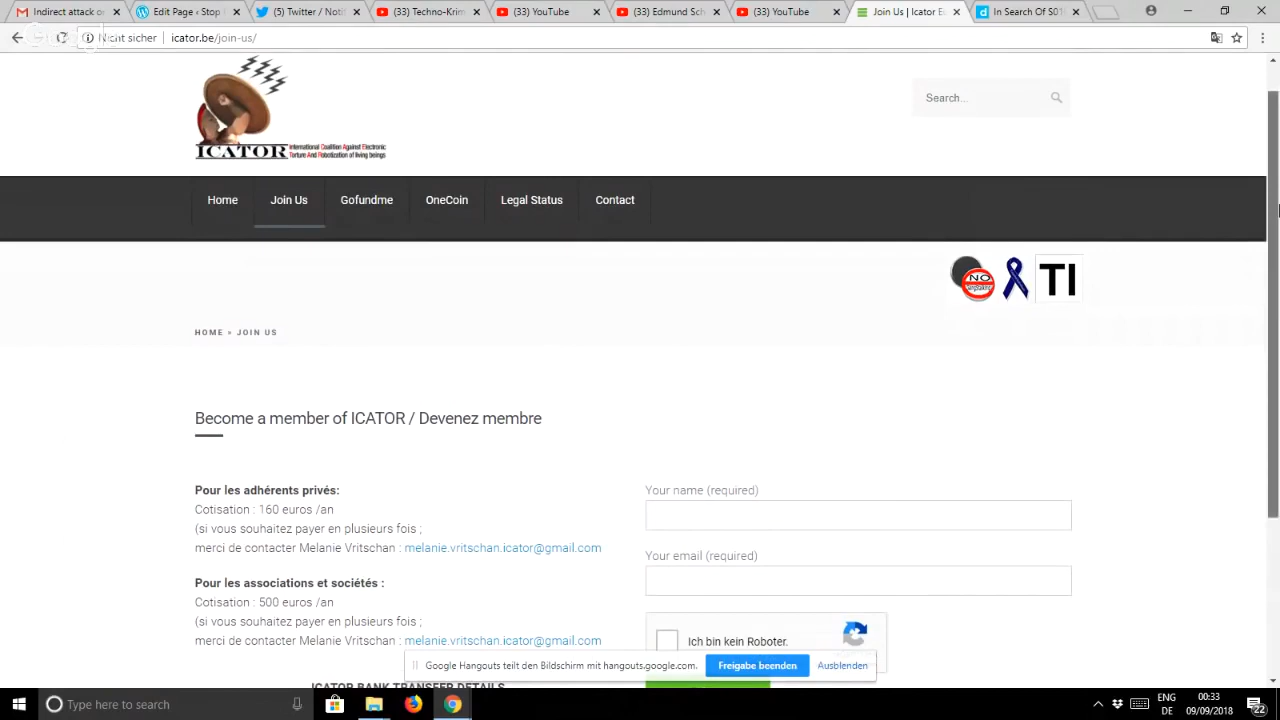 Indirect attack on
Edit Page ‹ Stop
(5) Twitter / Notif
(33) Techno-Krim
(33) YouTube
(33) Edmund Sch
(33) YouTube
Join Us | Icator Eu
In Search Of S01
icator.be/join-us/
Search...
ICATOR
International Coalition Against Electronic
Torture And Robotization of living beings
Home
Join Us
Gofundme
OneCoin
Legal Status
Contact
NO
TI
HOME » JOIN US
Become a member of ICATOR / Devenez membre
Pour les adhérents privés:
Cotisation : 160 euros /an
(si vous souhaitez payer en plusieurs fois ;
merci de contacter Melanie Vritschan : melanie.vritschan.icator@gmail.com
Pour les associations et sociétés :
Cotisation : 500 euros /an
(si vous souhaitez payer en plusieurs fois ;
merci de contacter Melanie Vritschan : melanie.vritschan.icator@gmail.com
ICATOR BANK TRANSFER DETAILS
Your name (required)
Your email (required)
Ich bin kein Roboter.
Google Hangouts teilt den Bildschirm mit hangouts.google.com.
Freigabe beenden
Ausblenden
Type here to search
ENG
DE
00:33
09/09/2018
22